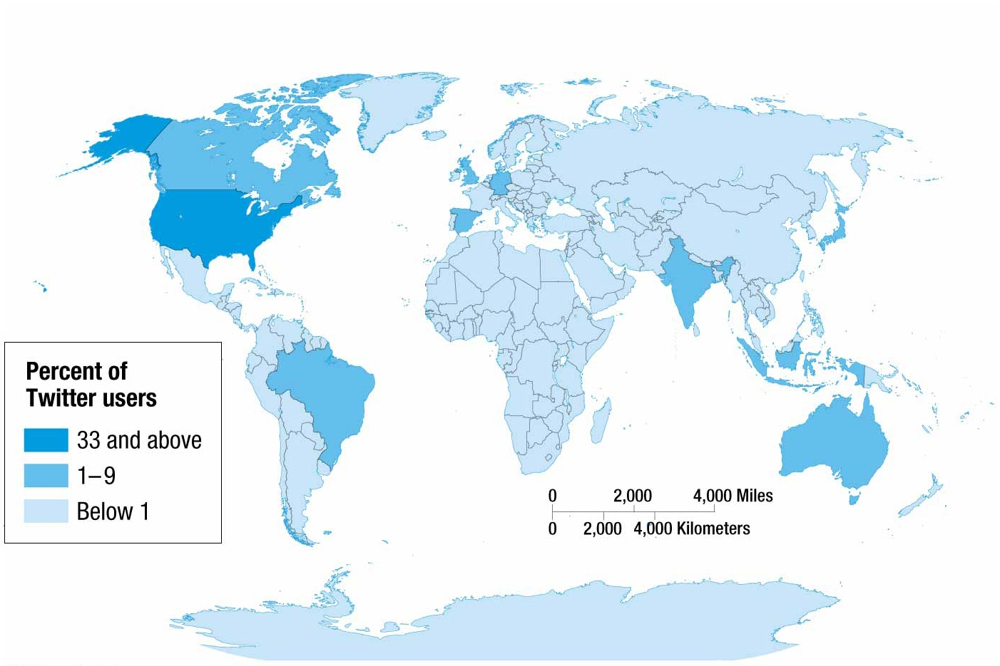 Percent of
Twitter users
33 and above
1–9
Below 1
0 2,000 4,000 Miles
0 2,000 4,000 Kilometers